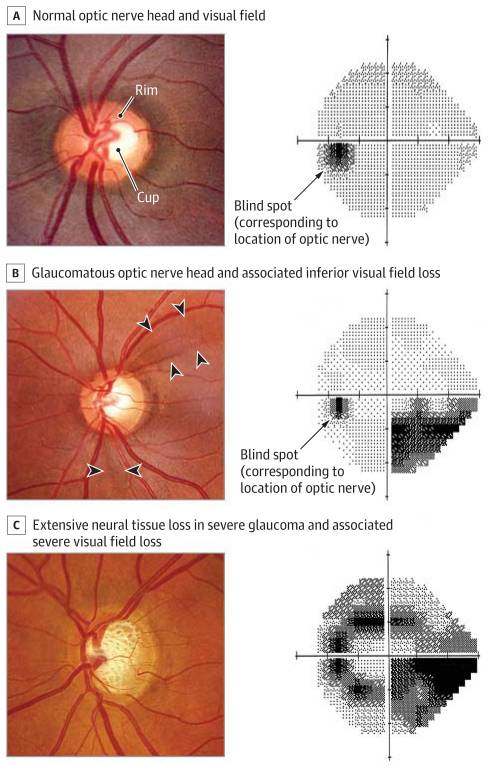 A Normal optic nerve head and visual field
Rim
Cup
Blind spot
(corresponding to
location of optic nerve)
B Glaucomatous optic nerve head and associated inferior visual field loss
Blind spot
(corresponding to
location of optic nerve)
C Extensive neural tissue loss in severe glaucoma and associated
severe visual field loss